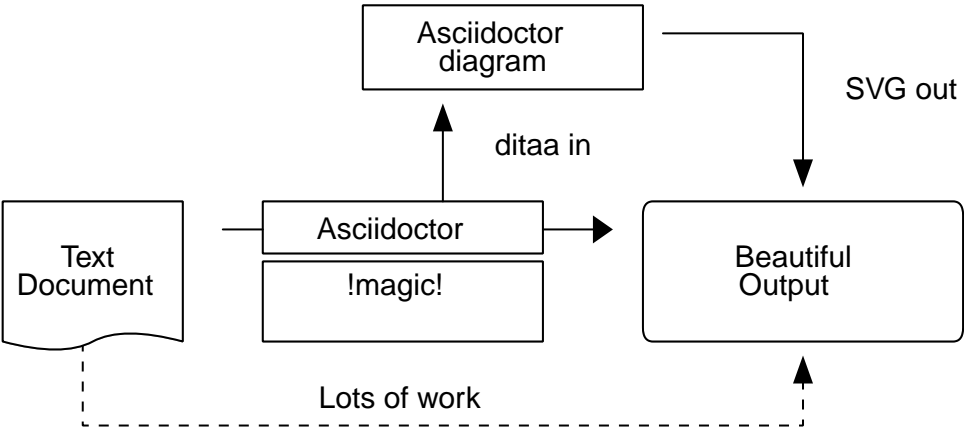 Asciidoctor
diagram
SVG out
ditaa in
Asciidoctor
Text
Document
!magic!
Beautiful
Output
Lots of work